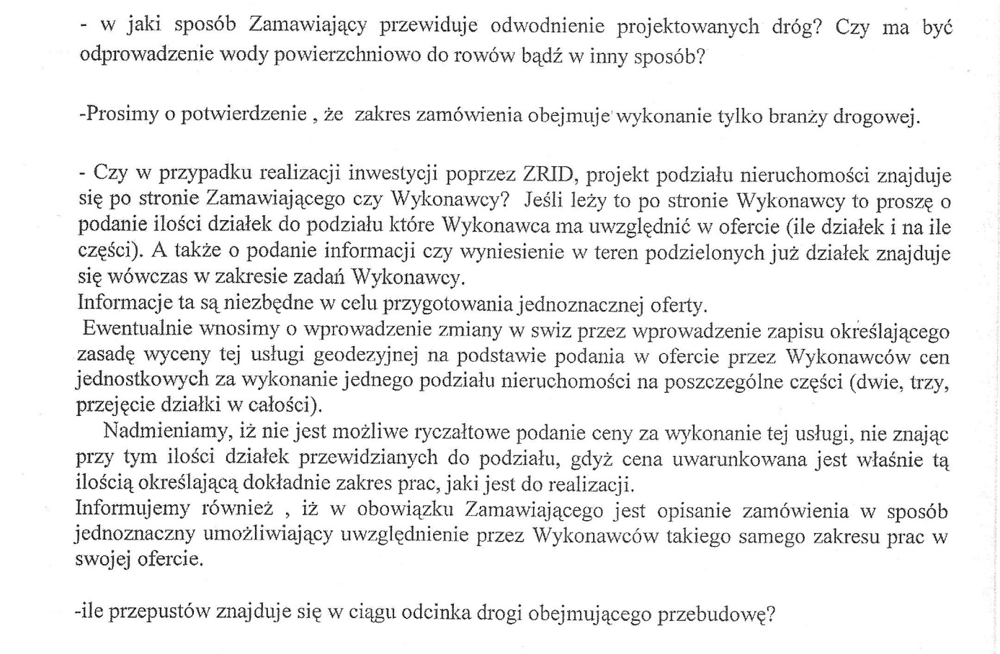 - w jaki sposób Zamawiający przewiduje odwodnienie projektowanych dróg? Czy ma być
odprowadzenie wody powierzchniowo do rowów bądź w inny sposób?
-Prosimy o potwierdzenie , że zakres zamówienia obejmuje wykonanie tylko branży drogowej.
- Czy w przypadku realizacji inwestycji poprzez ZRID, projekt podziału nieruchomości znajduje
się po stronie Zamawiającego czy Wykonawcy? Jeśli leży to po stronie Wykonawcy to proszę o
podanie ilości działek do podziału które Wykonawca ma uwzględnić w ofercie (ile działek i na ile
części). A także o podanie informacji czy wyniesienie w teren podzielonych już działek znajduje
się wówczas w zakresie zadań Wykonawcy.
Informacje ta są niezbędne w celu przygotowania jednoznacznej oferty.
Ewentualnie wnosimy o wprowadzenie zmiany w swiz przez wprowadzenie zapisu określającego
zasadę wyceny tej usługi geodezyjnej na podstawie podania w ofercie przez Wykonawców cen
jednostkowych za wykonanie jednego podziału nieruchomości na poszczególne części (dwie, trzy,
przejęcie działki w całości).
Nadmieniamy, iż nie jest możliwe ryczałtowe podanie ceny za wykonanie tej usługi, nie znając
przy tym ilości działek przewidzianych do podziału, gdyż cena uwarunkowana jest właśnie tą
ilością określającą dokładnie zakres prac, jaki jest do realizacji.
Informujemy również , iż w obowiązku Zamawiającego jest opisanie zamówienia w sposób
jednoznaczny umożliwiający uwzględnienie przez Wykonawców takiego samego zakresu prac w
swojej ofercie.
-ile przepustów znajduje się w ciągu odcinka drogi obejmującego przebudowę?